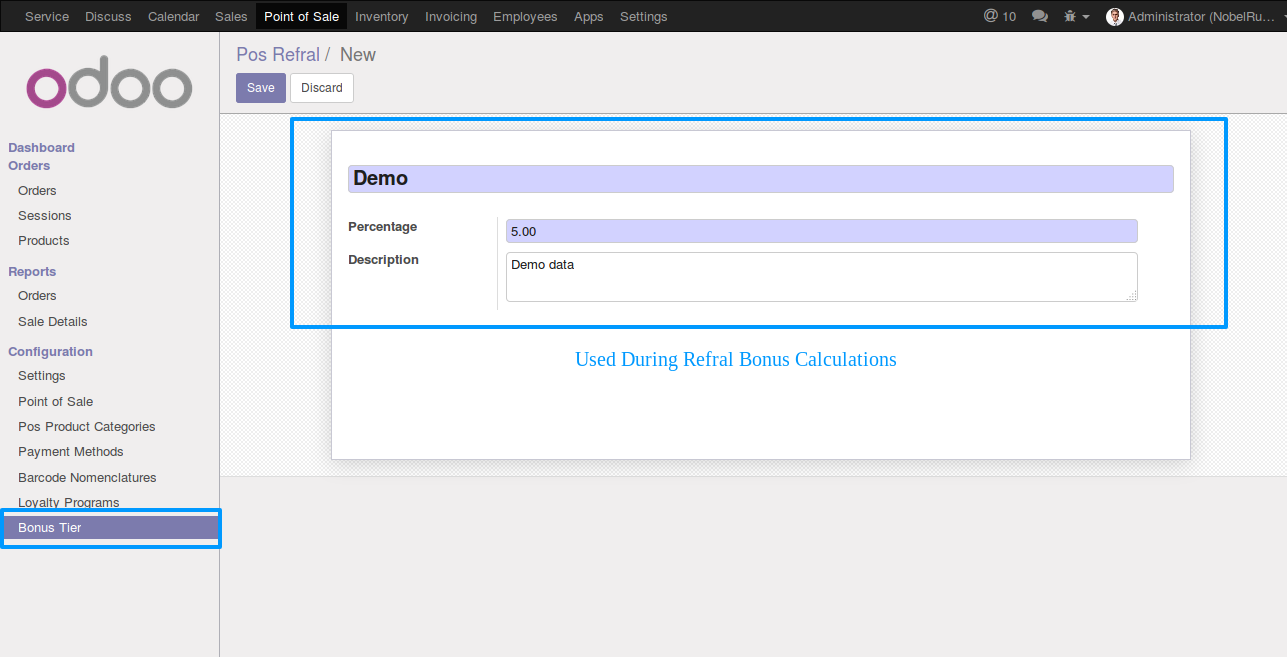 Service Discuss Calendar Sales Point of Sale Inventory Invoicing Employees Apps Settings @ 10 Administrator (NobelRu...
odoo
Pos Refral / New
Save Discard
Dashboard
Orders
Orders
Sessions
Products
Reports
Orders
Sale Details
Configuration
Settings
Point of Sale
Pos Product Categories
Payment Methods
Barcode Nomenclatures
Loyalty Programs
Bonus Tier
Demo
Percentage 5.00
Description Demo data
Used During Refral Bonus Calculations